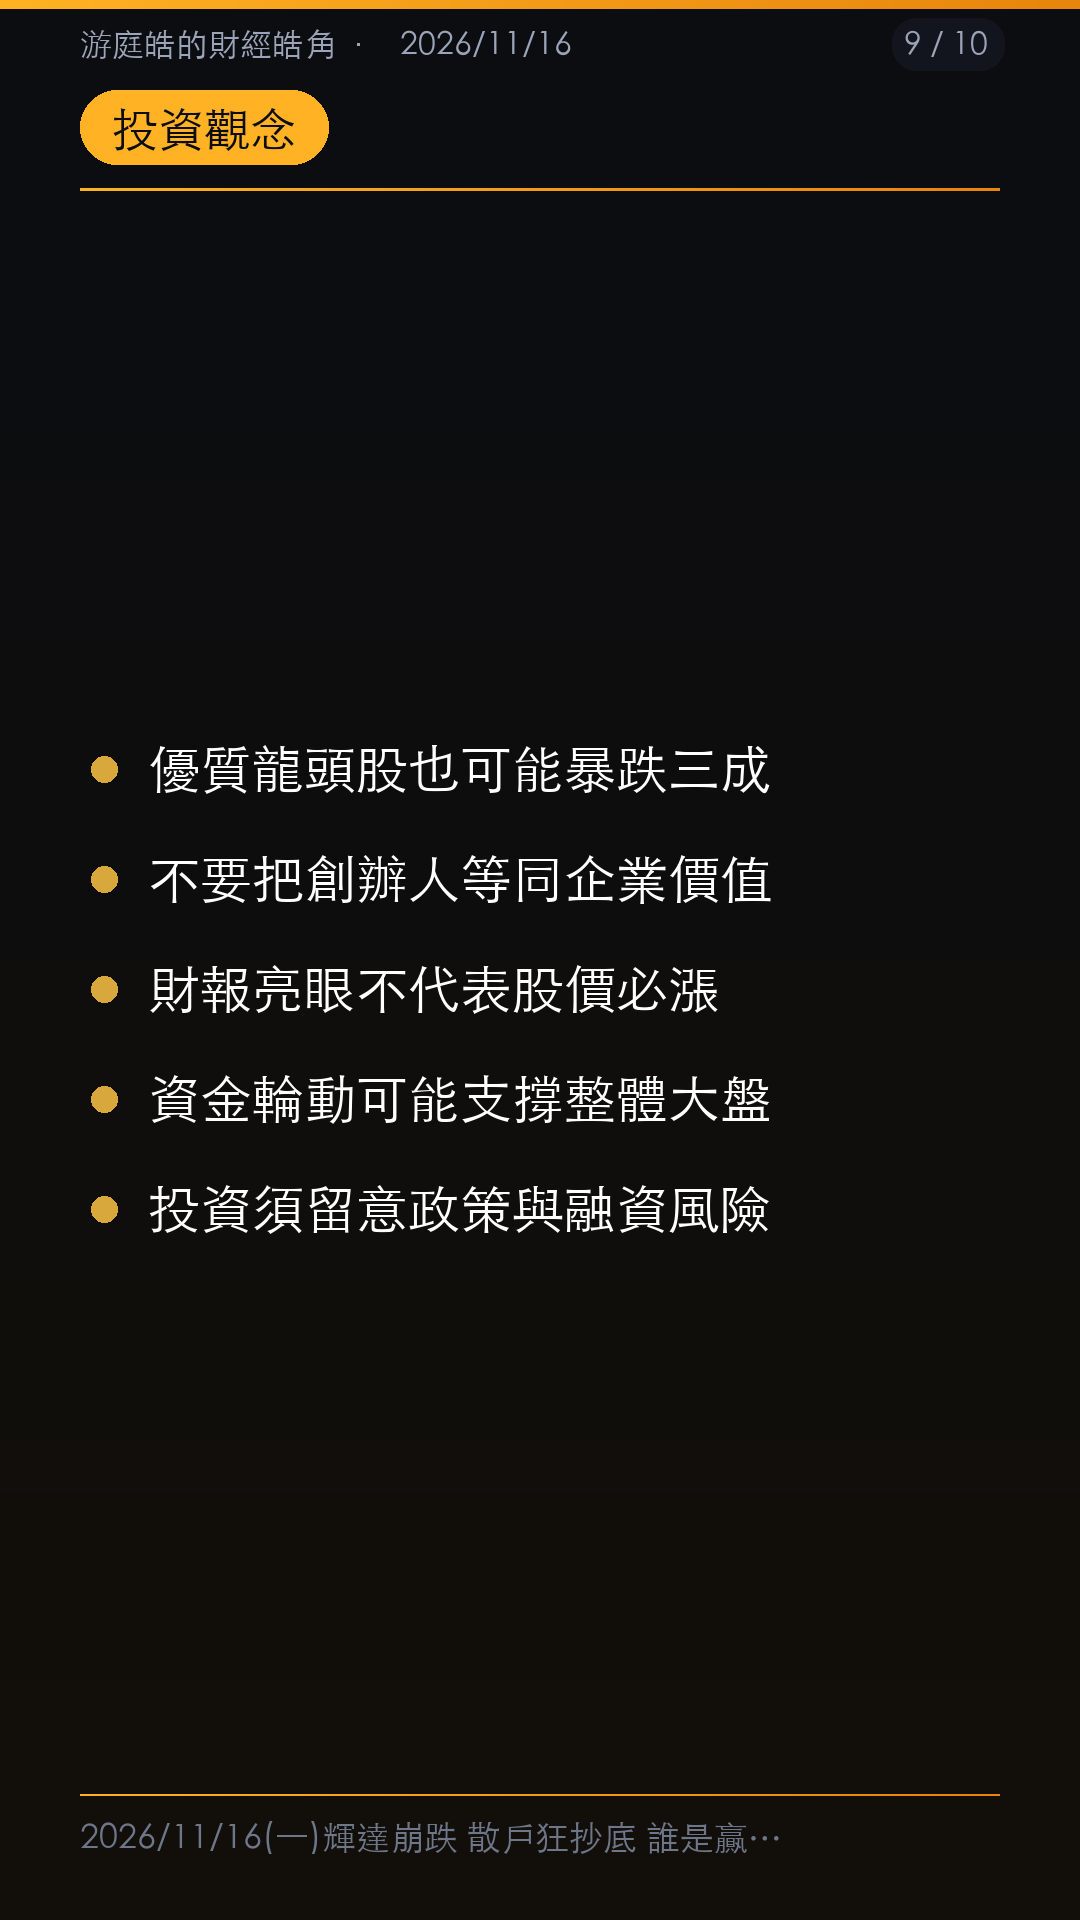 游庭皓的財經皓角 · 2026/11/16
9 / 10
投資觀念
優質龍頭股也可能暴跌三成
不要把創辦人等同企業價值
財報亮眼不代表股價必漲
資金輪動可能支撐整體大盤
投資須留意政策與融資風險
2026/11/16(一)輝達崩跌 散戶狂抄底 誰是贏⋯